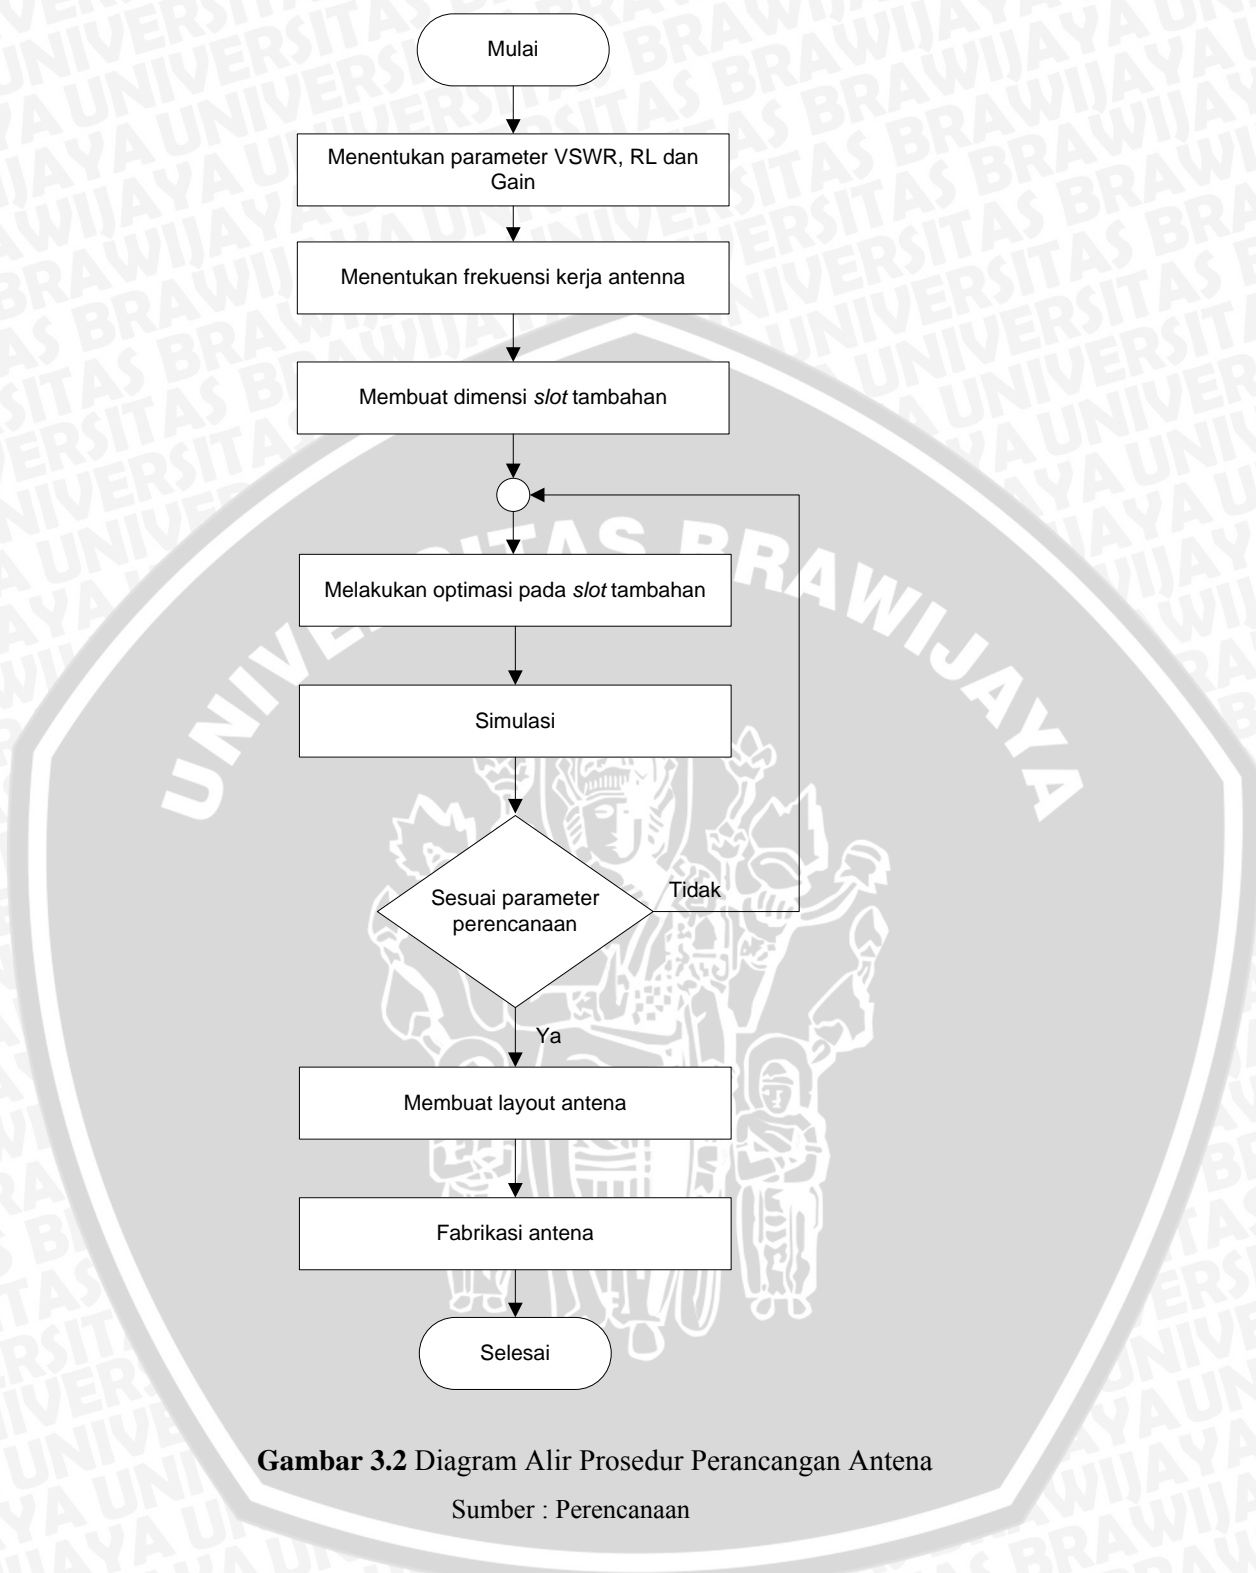 Mulai
Menentukan parameter VSWR, RL dan
Gain
Menentukan frekuensi kerja antenna
Membuat dimensi slot tambahan
Melakukan optimasi pada slot tambahan
Simulasi
Sesuai parameter
perencanaan
Tidak
Ya
Membuat layout antena
Fabrikasi antena
Selesai
UNIVERSITAS BRAWIJAYA
Gambar 3.2 Diagram Alir Prosedur Perancangan Antena
Sumber : Perencanaan